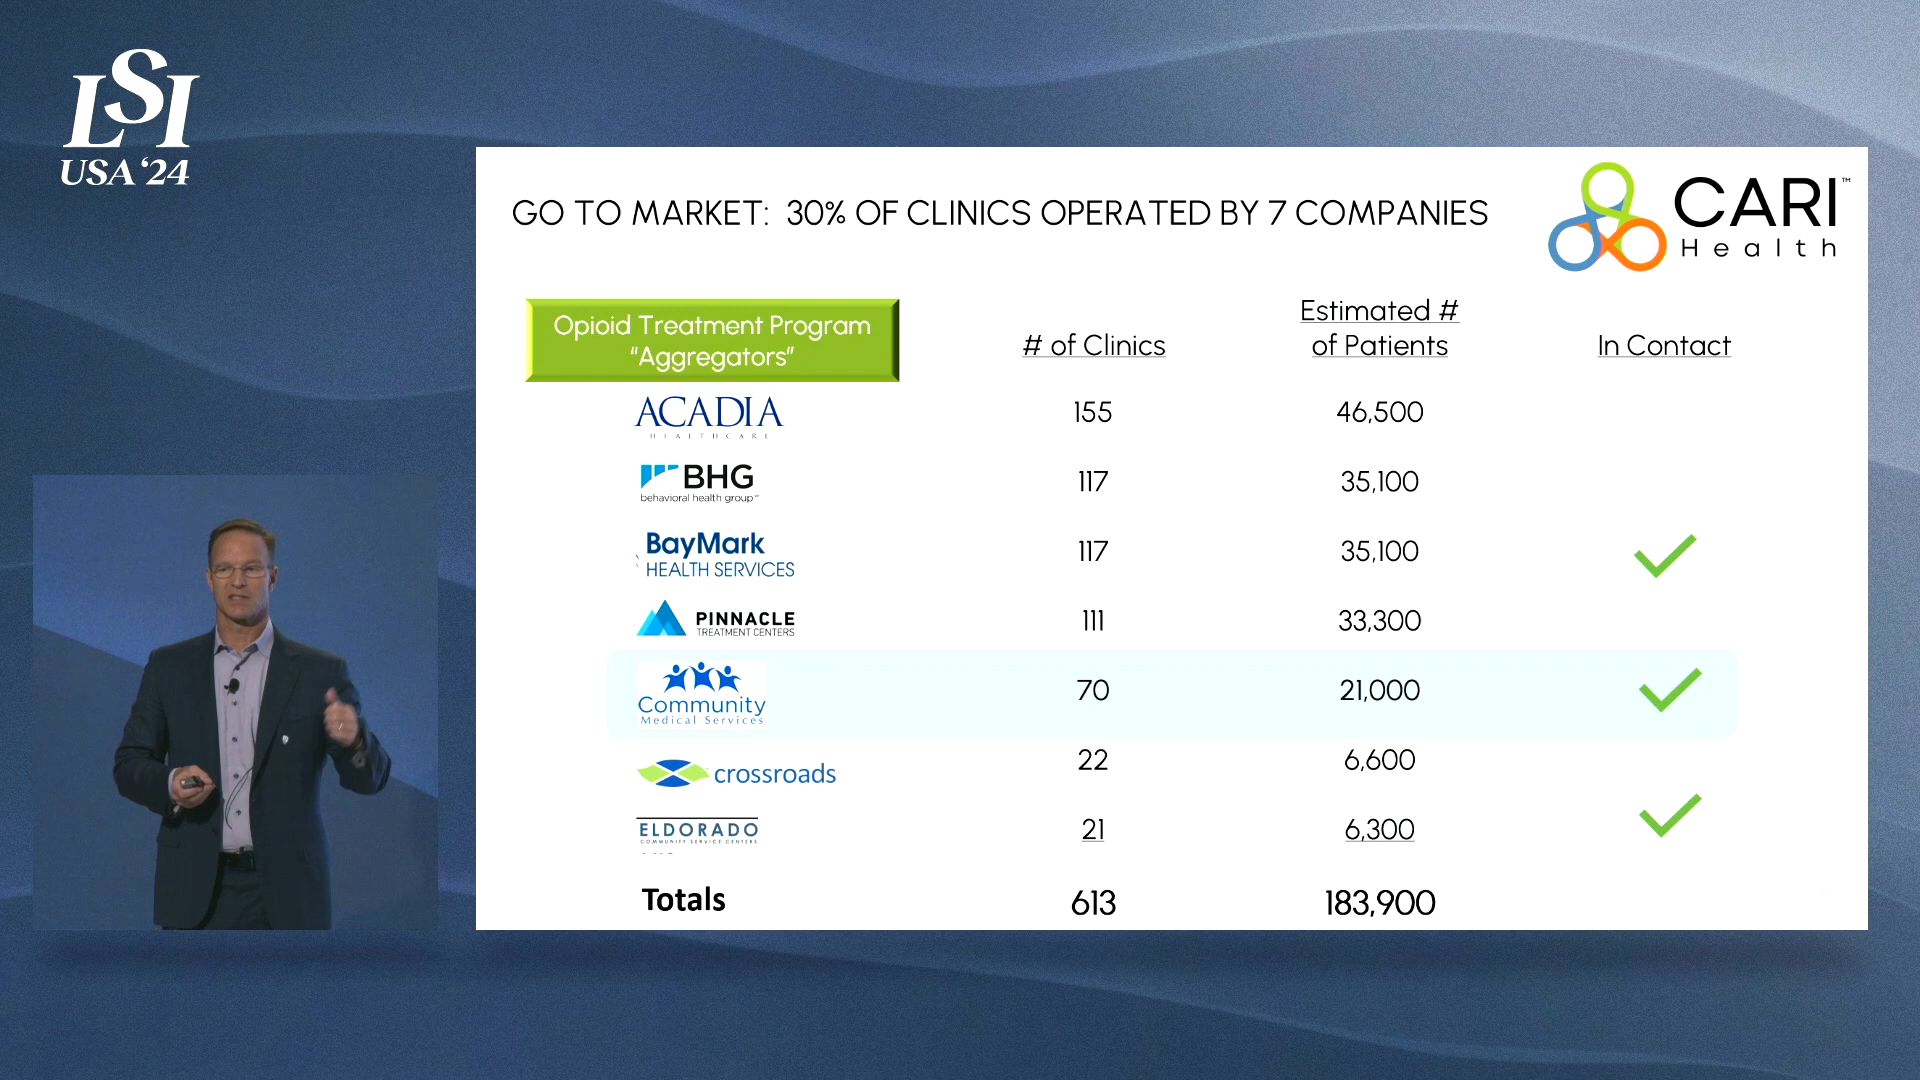 LSI
USA '24
GO TO MARKET: 30% OF CLINICS OPERATED BY 7 COMPANIES
CARI™
Health
Opioid Treatment Program
"Aggregators"
# of Clinics
Estimated #
of Patients
In Contact
ACADIA
HEALTHCARE
155
46,500
BHG
behavioral health group™
117
35,100
BayMark
HEALTH SERVICES
117
35,100
PINNACLE
TREATMENT CENTERS
111
33,300
Community
Medical Services
70
21,000
crossroads
22
6,600
ELDORADO
COMMUNITY SERVICE CENTERS
21
6,300
Totals
613
183,900